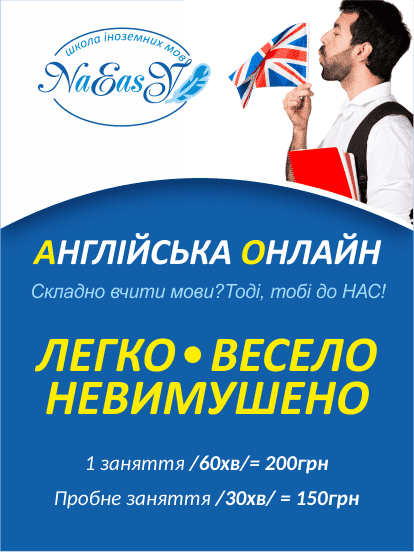 школа іноземних мов
NaEasY
АНГЛІЙСЬКА ОНЛАЙН
Складно вчити мови?Тоді, тобі до НАС!
ЛЕГКО•ВЕСЕЛО
НЕВИМУШЕНО
1 заняття /60хв/= 200грн
Пробне заняття /30хв/ = 150грн